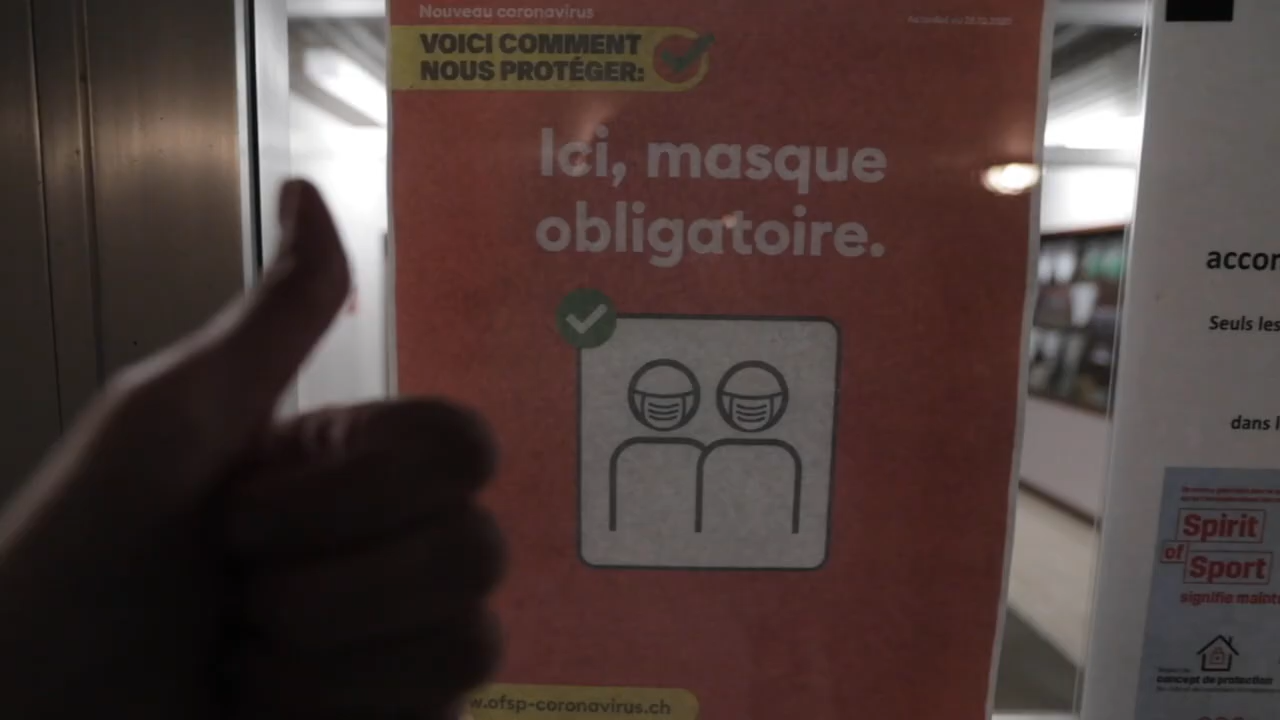 Nouveau coronavirus
VOICI COMMENT
NOUS PROTÉGER:
Ici, masque
obligatoire.
w.ofsp-coronavirus.ch
accor
Seuls les
dans l
Spirit
of
Sport
signifie maint
concept de protection